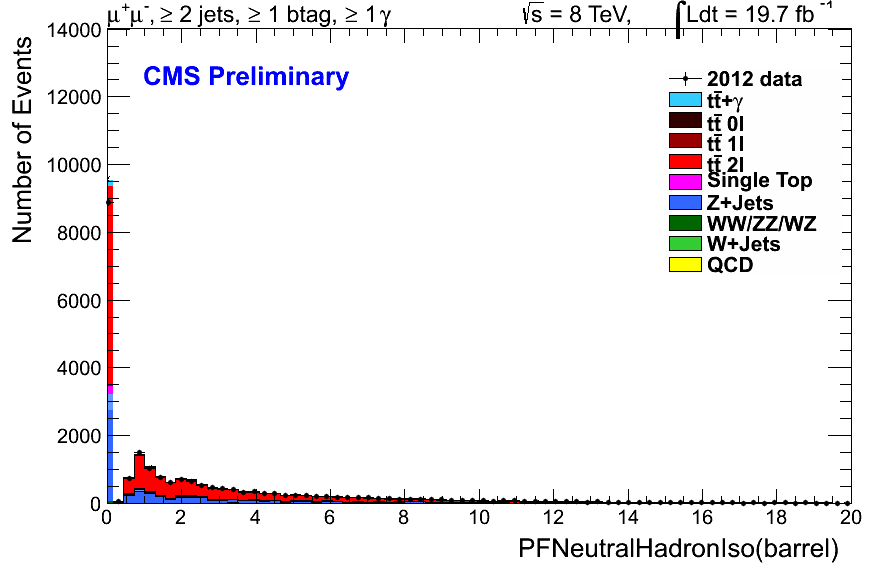 μ⁺μ⁻, ≥ 2 jets, ≥ 1 btag, ≥ 1 γ √s = 8 TeV, ∫Ldt = 19.7 fb⁻¹
CMS Preliminary
2012 data
tt̄+γ
tt̄ 0l
tt̄ 1l
tt̄ 2l
Single Top
Z+Jets
WW/ZZ/WZ
W+Jets
QCD
Number of Events
14000
12000
10000
8000
6000
4000
2000
0
0 2 4 6 8 10 12 14 16 18 20
PFNeutralHadronIso(barrel)